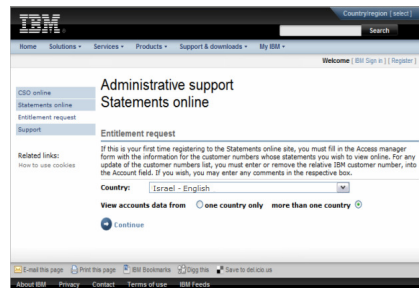 Country/region [ select ]
IBM.
Search
Home Solutions Services Products Support & downloads My IBM
Welcome [ IBM Sign in ] [ Register ]
CSO online
Statements online
Entitlement request
Support
Related links:
How to use cookies
Administrative support
Statements online
Entitlement request
If this is your first time registering to the Statements online site, you must fill in the Access manager
form with the information for the customer numbers whose statements you wish to view online. For any
update of the customer numbers list, you must enter or remove the relative IBM customer number, into
the Account field. If you wish, you may enter any comments in the respective box.
Country: Israel - English
View accounts data from one country only more than one country
Continue
E-mail this page Print this page IBM Bookmarks Digg this Save to del.icio.us
About IBM Privacy Contact Terms of use IBM Feeds